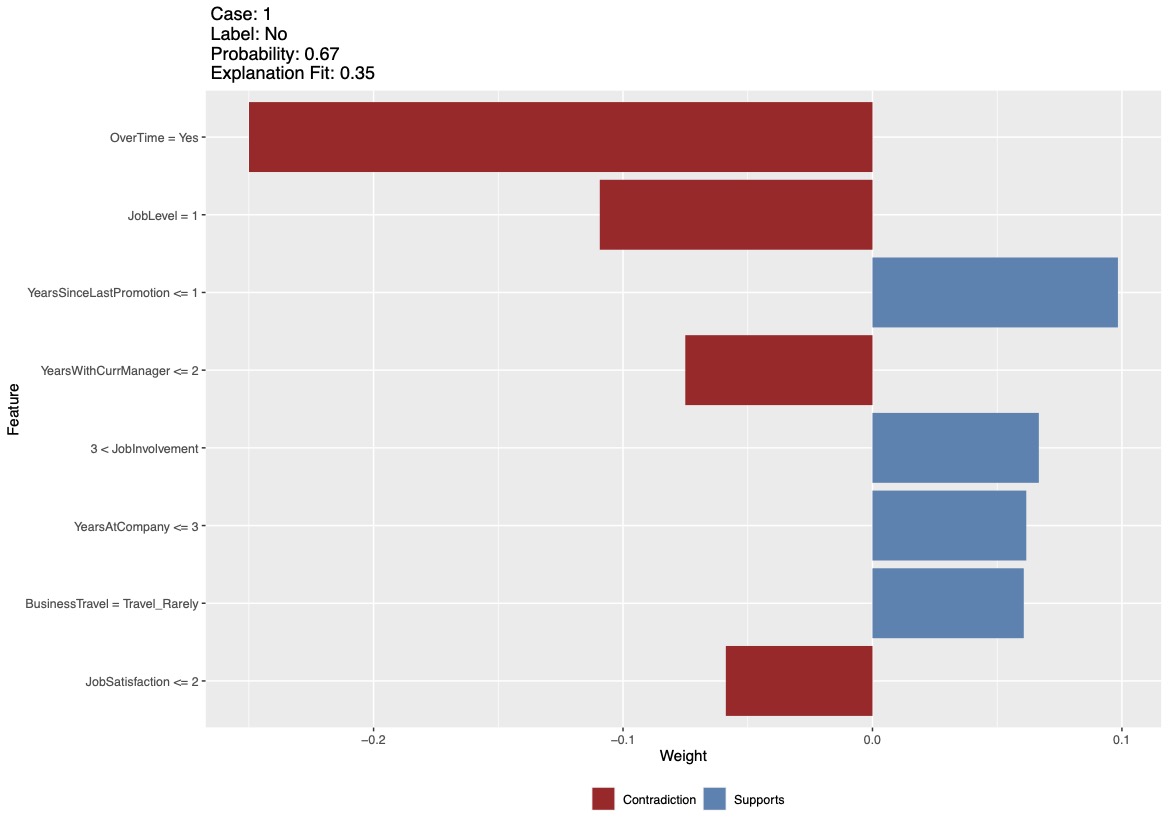 Case: 1
Label: No
Probability: 0.67
Explanation Fit: 0.35
Feature
OverTime = Yes
JobLevel = 1
YearsSinceLastPromotion <= 1
YearsWithCurrManager <= 2
3 < JobInvolvement
YearsAtCompany <= 3
BusinessTravel = Travel_Rarely
JobSatisfaction <= 2
−0.2 −0.1 0.0 0.1
Weight
Contradiction Supports